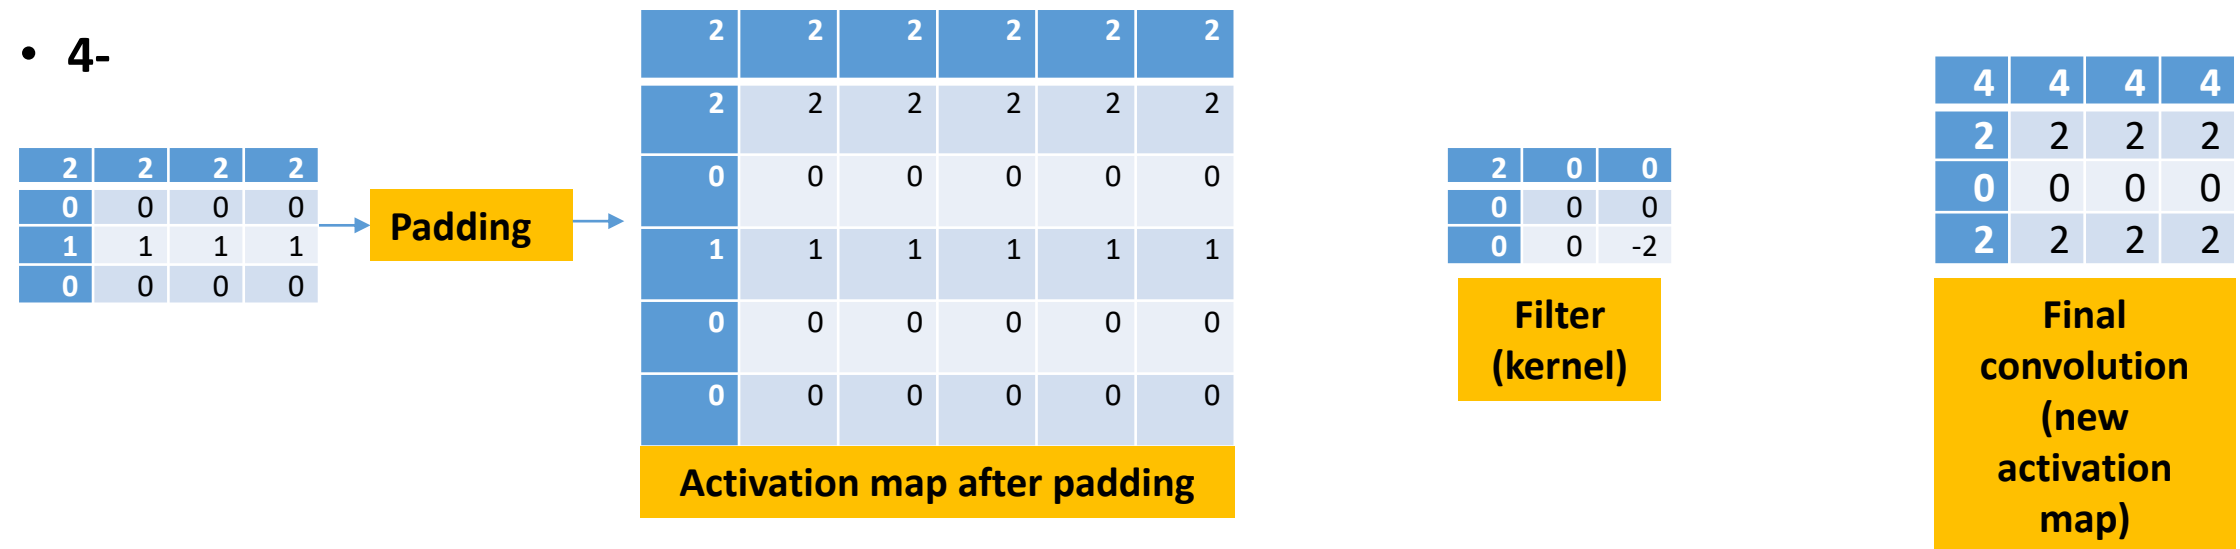 • 4-
2 2 2 2
0 0 0 0
1 1 1 1
0 0 0 0
Padding
2 2 2 2 2 2
2 2 2 2 2 2
0 0 0 0 0 0
1 1 1 1 1 1
0 0 0 0 0 0
0 0 0 0 0 0
Activation map after padding
2 0 0
0 0 0
0 0 -2
Filter
(kernel)
4 4 4 4
2 2 2 2
0 0 0 0
2 2 2 2
Final
convolution
(new
activation
map)